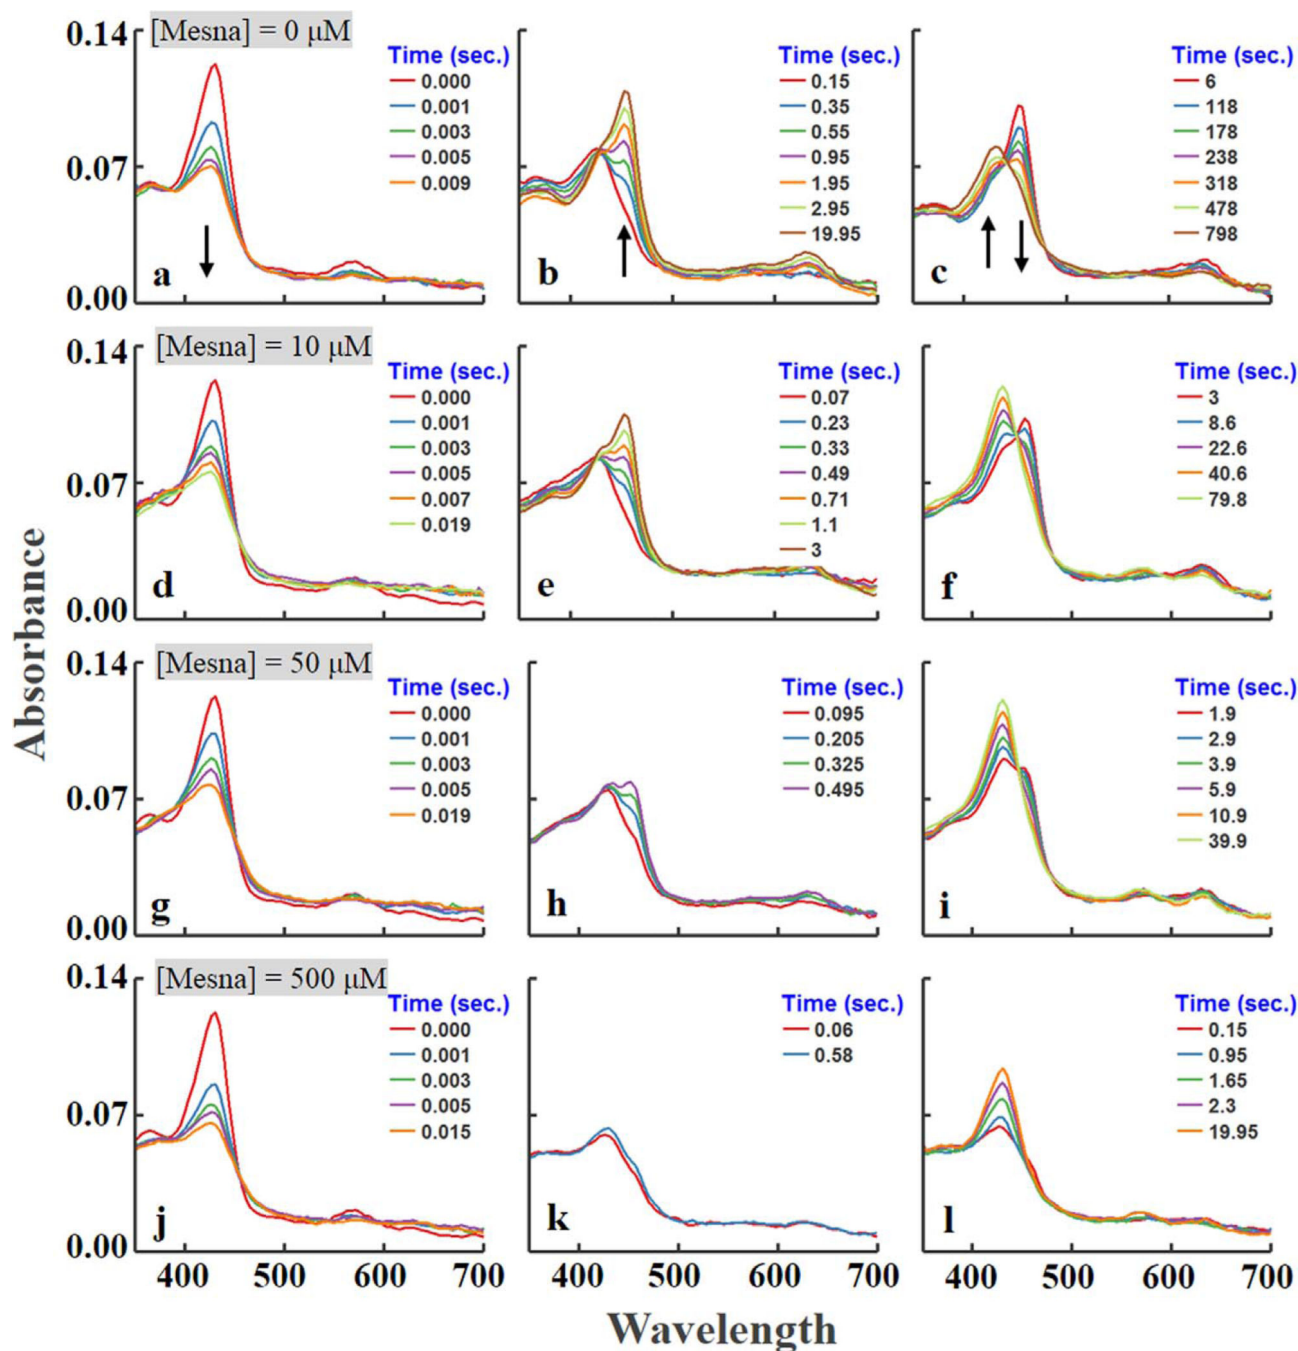 0.14
0.07
0.00
[Mesna] = 0 μM
Time (sec.)
0.000
0.001
0.003
0.005
0.009
a
Time (sec.)
0.15
0.35
0.55
0.95
1.95
2.95
19.95
b
Time (sec.)
6
118
178
238
318
478
798
c
0.14
0.07
0.00
[Mesna] = 10 μM
Time (sec.)
0.000
0.001
0.003
0.005
0.007
0.019
d
Time (sec.)
0.07
0.23
0.33
0.49
0.71
1.1
3
e
Time (sec.)
3
8.6
22.6
40.6
79.8
f
Absorbance
0.14
0.07
0.00
[Mesna] = 50 μM
Time (sec.)
0.000
0.001
0.003
0.005
0.019
g
Time (sec.)
0.095
0.205
0.325
0.495
h
Time (sec.)
1.9
2.9
3.9
5.9
10.9
39.9
i
0.14
0.07
0.00
[Mesna] = 500 μM
Time (sec.)
0.000
0.001
0.003
0.005
0.015
j
Time (sec.)
0.06
0.58
k
Time (sec.)
0.15
0.95
1.65
2.3
19.95
l
400 500 600 700
400 500 600 700
400 500 600 700
Wavelength